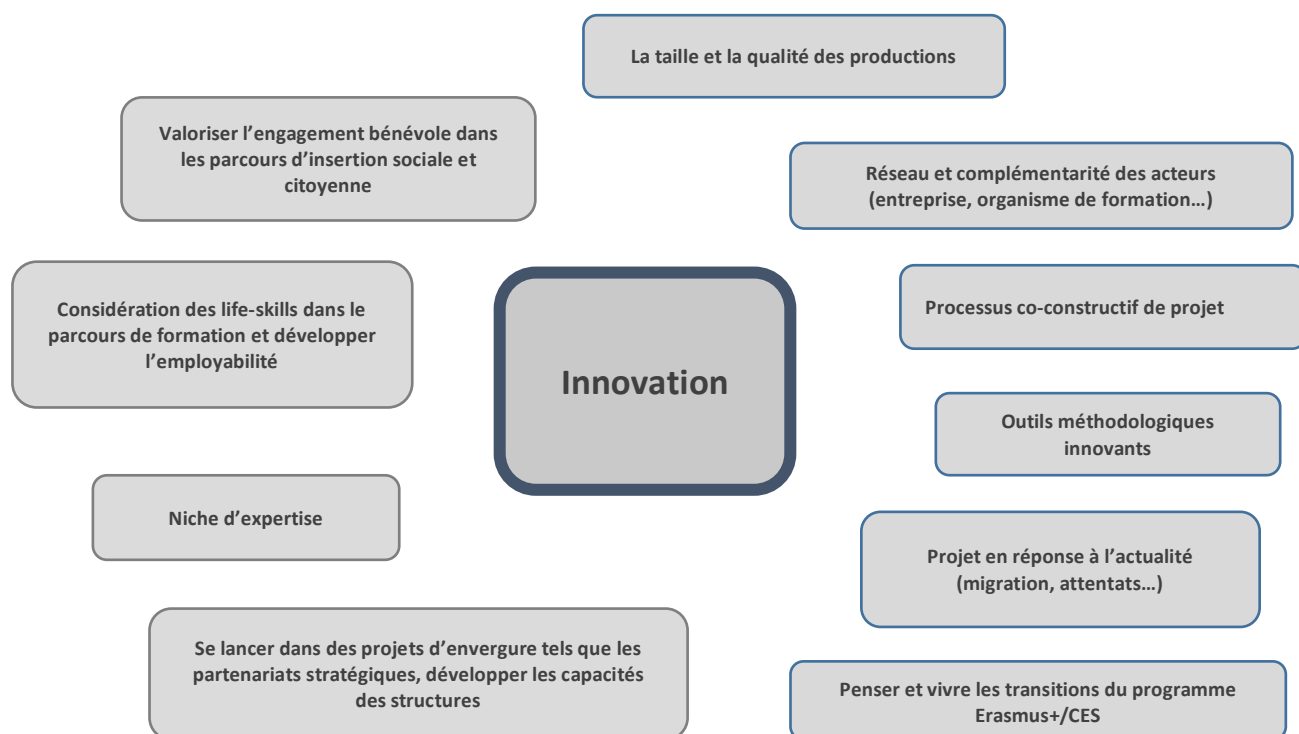 La taille et la qualité des productions
Valoriser l’engagement bénévole dans
les parcours d’insertion sociale et
citoyenne
Réseau et complémentarité des acteurs
(entreprise, organisme de formation…)
Considération des life-skills dans le
parcours de formation et développer
l’employabilité
Innovation
Processus co-constructif de projet
Outils méthodologiques
innovants
Niche d’expertise
Projet en réponse à l’actualité
(migration, attentats…)
Se lancer dans des projets d’envergure tels que les
partenariats stratégiques, développer les capacités
des structures
Penser et vivre les transitions du programme
Erasmus+/CES